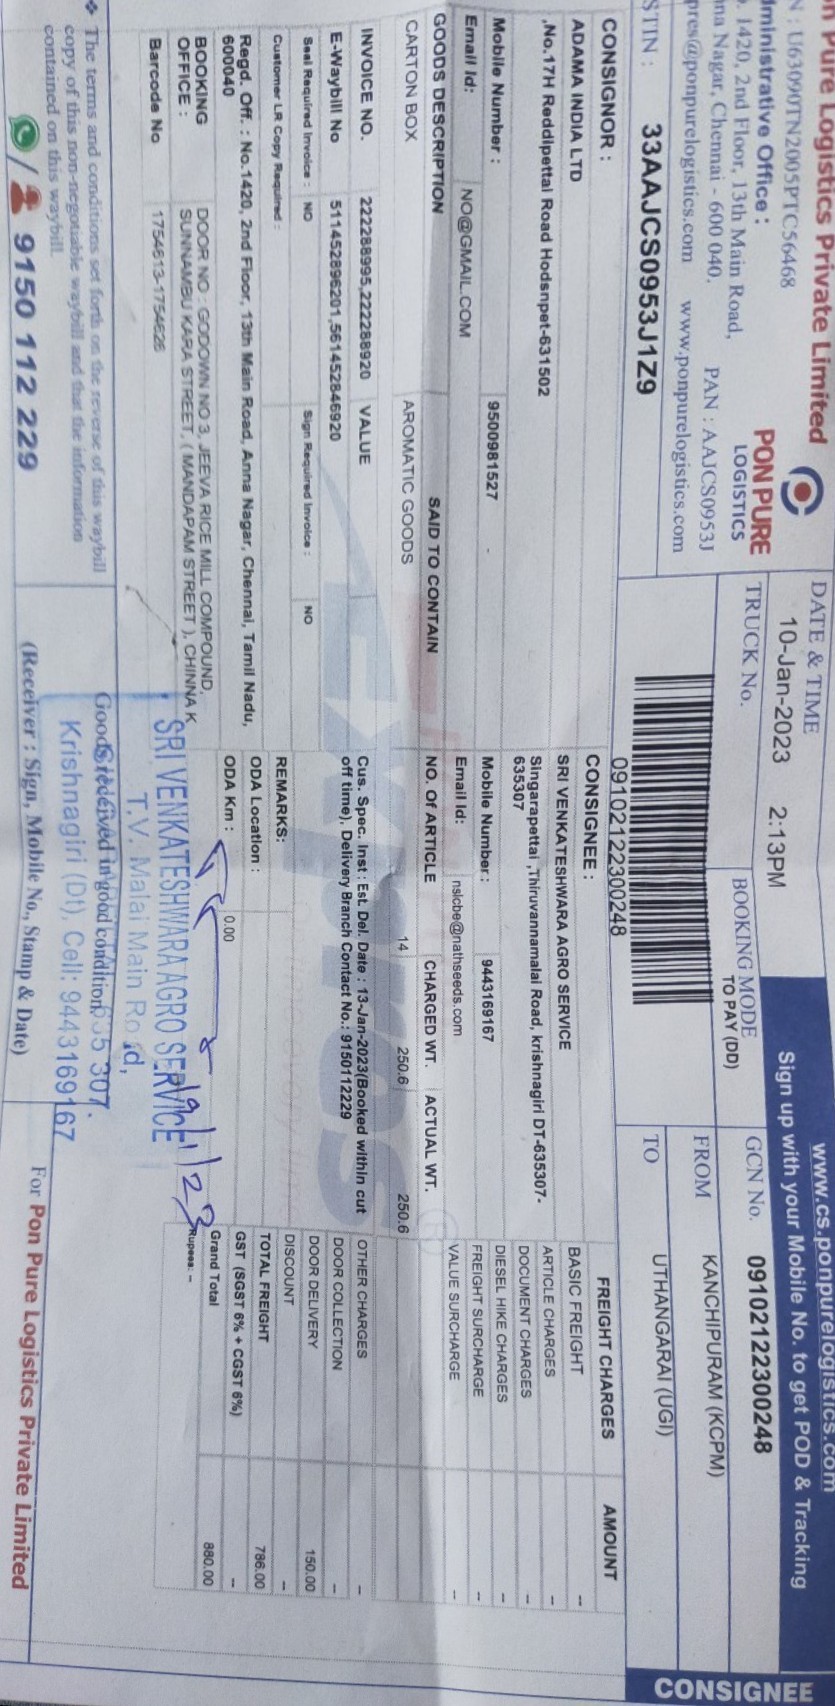 n Pure Logistics Private Limited
N : U63090TN2005PTC56468
dministrative Office :
. 1420, 2nd Floor, 13th Main Road,
na Nagar, Chennai - 600 040.
PAN : AAJCS0953J
pres@ponpurelogistics.com www.ponpurelogistics.com
STIN : 33AAJCS0953J1Z9
PON PURE
LOGISTICS
DATE & TIME
10-Jan-2023 2:13PM
TRUCK No.
BOOKING MODE
TO PAY (DD)
www.cs.ponpurelogistics.com
Sign up with your Mobile No. to get POD & Tracking
GCN No. 09102122300248
FROM KANCHIPURAM (KCPM)
TO UTHANGARAI (UGI)
CONSIGNEE
09102122300248
CONSIGNOR :
ADAMA INDIA LTD
,No.17H Reddipettai Road Hodsnpet-631502
Mobile Number : 9500981527 -
Email Id: NO@GMAIL.COM
CONSIGNEE :
SRI VENKATESHWARA AGRO SERVICE
Singarapettai ,Thiruvannamalai Road, krishnagiri DT-635307-
635307
Mobile Number : 9443169167
Email Id: nslcbe@nathseeds.com
GOODS DESCRIPTION SAID TO CONTAIN NO. Of ARTICLE CHARGED WT. ACTUAL WT.
CARTON BOX AROMATIC GOODS 14 250.6 250.6
INVOICE NO. 222288995,222288920 VALUE
E-Waybill No 511452896201,561452846920
Seal Required Invoice : NO Sign Required Invoice : NO
Customer LR Copy Required :
Regd. Off. : No.1420, 2nd Floor, 13th Main Road, Anna Nagar, Chennai, Tamil Nadu,
600040
BOOKING OFFICE : DOOR NO : GODOWN NO 3, JEEVA RICE MILL COMPOUND,
SUNNAMBU KARA STREET, ( MANDAPAM STREET ), CHINNA K
Barcode No 1754613-1754626
Cus. Spec. Inst : Est. Del. Date : 13-Jan-2023(Booked within cut
off time), Delivery Branch Contact No.: 9150112229
REMARKS:
ODA Location :
ODA Km : 0.00
FREIGHT CHARGES AMOUNT
BASIC FREIGHT --
ARTICLE CHARGES --
DOCUMENT CHARGES --
DIESEL HIKE CHARGES --
FREIGHT SURCHARGE --
VALUE SURCHARGE --
OTHER CHARGES --
DOOR COLLECTION --
DOOR DELIVERY 150.00
DISCOUNT --
TOTAL FREIGHT 786.00
GST (SGST 6% + CGST 6%) --
Grand Total 880.00
Rupees: --
19/1/23
SRI VENKATESHWARA AGRO SERVICE
T.V. Malai Main Road,
635 307.
Krishnagiri (Dt), Cell: 9443169167
Goods received in good condition
(Receiver : Sign, Mobile No., Stamp & Date)
The terms and conditions set forth on the reverse of this waybill
copy of this non-negotiable waybill and that the information
contained on this waybill.
/ 9150 112 229
For Pon Pure Logistics Private Limited